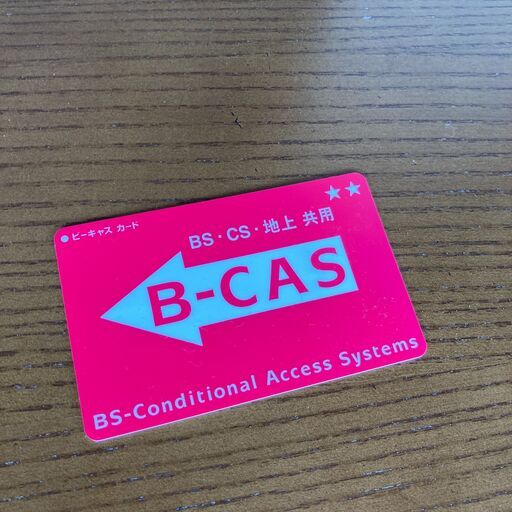 ★★
●ビーキャス カード
BS・CS・地上 共用
B-CAS
BS-Conditional Access Systems